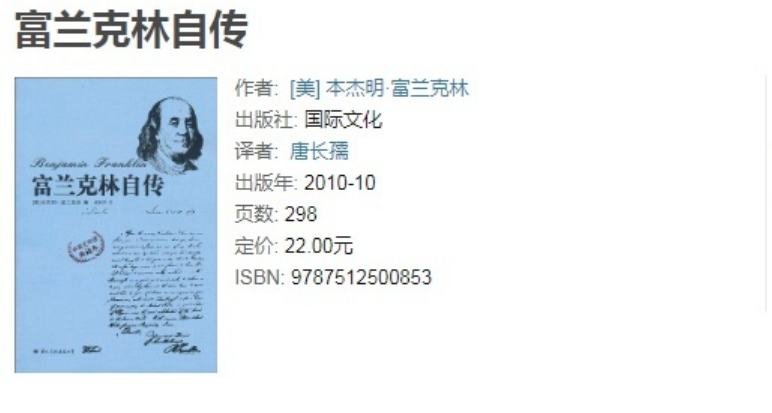 富兰克林自传
作者: [美] 本杰明·富兰克林
出版社: 国际文化
译者: 唐长孺
出版年: 2010-10
页数: 298
定价: 22.00元
ISBN: 9787512500853
Benjamin Franklin
富兰克林自传